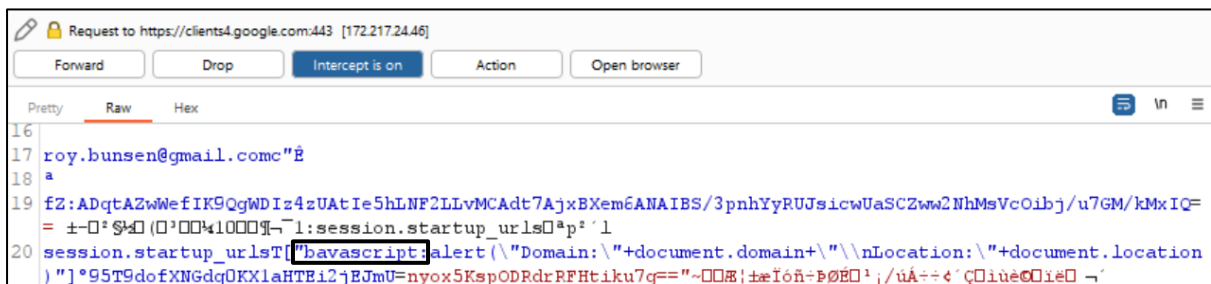 Request to https://clients4.google.com:443 [172.217.24.46]
Forward Drop Intercept is on Action Open browser
Pretty Raw Hex \n
16
17 roy.bunsen@gmail.comc"Ê
18 a
19 fZ:ADqtAZwWefIK9QgWDIz4zUAtIe5hLNF2LLvMCAdt7AjxBXem6ANAIBS/3pnhYyRUJsicwUaSCZww2NhMsVcOibj/u7GM/kMxIQ=
= 1:session.startup_urls
20 session.startup_urlsT["bavascript:alert(\"Domain:\"+document.domain+\"\\nLocation:\"+document.location
)"]°95T9dofXNGdqOKX1aHTEi2jEJmU=nyox5KspODRdrRFHtiku7q=="~